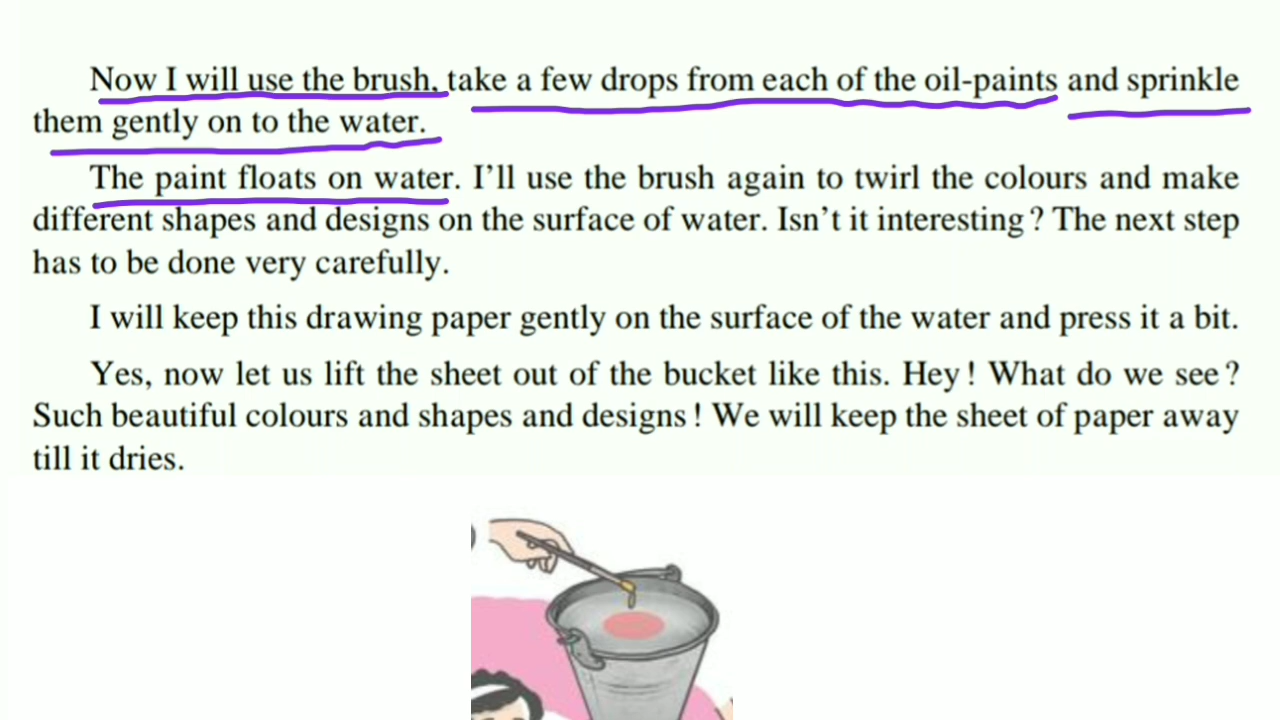 Now I will use the brush, take a few drops from each of the oil-paints and sprinkle
them gently on to the water.
The paint floats on water. I’ll use the brush again to twirl the colours and make
different shapes and designs on the surface of water. Isn’t it interesting ? The next step
has to be done very carefully.
I will keep this drawing paper gently on the surface of the water and press it a bit.
Yes, now let us lift the sheet out of the bucket like this. Hey ! What do we see ?
Such beautiful colours and shapes and designs ! We will keep the sheet of paper away
till it dries.